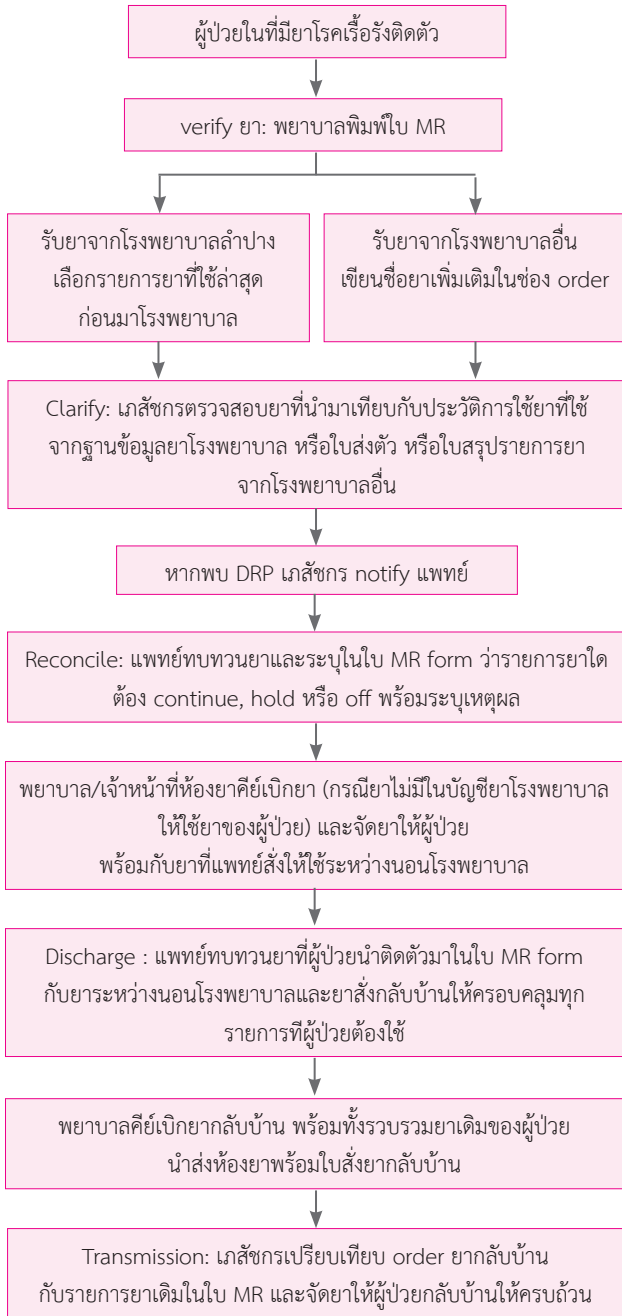 ผู้ป่วยในที่มียาโรคเรื้อรังติดตัว
verify ยา: พยาบาลพิมพ์ใบ MR
รับยาจากโรงพยาบาลลำปาง
เลือกรายการยาที่ใช้ล่าสุด
ก่อนมาโรงพยาบาล
รับยาจากโรงพยาบาลอื่น
เขียนชื่อยาเพิ่มเติมในช่อง order
Clarify: เภสัชกรตรวจสอบยาที่นำมาเทียบกับประวัติการใช้ยาที่ใช้
จากฐานข้อมูลยาโรงพยาบาล หรือใบส่งตัว หรือใบสรุปรายการยา
จากโรงพยาบาลอื่น
หากพบ DRP เภสัชกร notify แพทย์
Reconcile: แพทย์ทบทวนยาและระบุในใบ MR form ว่ารายการยาใด
ต้อง continue, hold หรือ off พร้อมระบุเหตุผล
พยาบาล/เจ้าหน้าที่ห้องยาคีย์เบิกยา (กรณียาไม่มีในบัญชียาโรงพยาบาล
ให้ใช้ยาของผู้ป่วย) และจัดยาให้ผู้ป่วย
พร้อมกับยาที่แพทย์สั่งให้ใช้ระหว่างนอนโรงพยาบาล
Discharge : แพทย์ทบทวนยาที่ผู้ป่วยนำติดตัวมาในใบ MR form
กับยาระหว่างนอนโรงพยาบาลและยาสั่งกลับบ้านให้ครอบคลุมทุก
รายการทีผู้ป่วยต้องใช้
พยาบาลคีย์เบิกยากลับบ้าน พร้อมทั้งรวบรวมยาเดิมของผู้ป่วย
นำส่งห้องยาพร้อมใบสั่งยากลับบ้าน
Transmission: เภสัชกรเปรียบเทียบ order ยากลับบ้าน
กับรายการยาเดิมในใบ MR และจัดยาให้ผู้ป่วยกลับบ้านให้ครบถ้วน